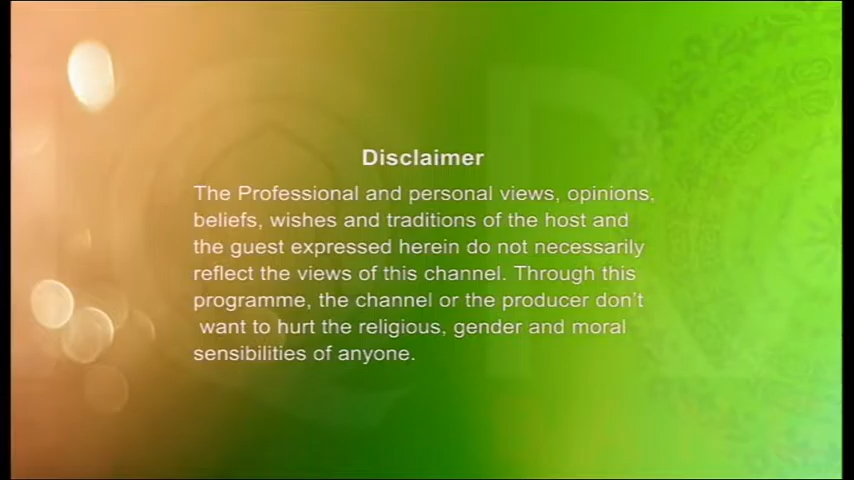 Disclaimer
The Professional and personal views, opinions,
beliefs, wishes and traditions of the host and
the guest expressed herein do not necessarily
reflect the views of this channel. Through this
programme, the channel or the producer don't
want to hurt the religious, gender and moral
sensibilities of anyone.